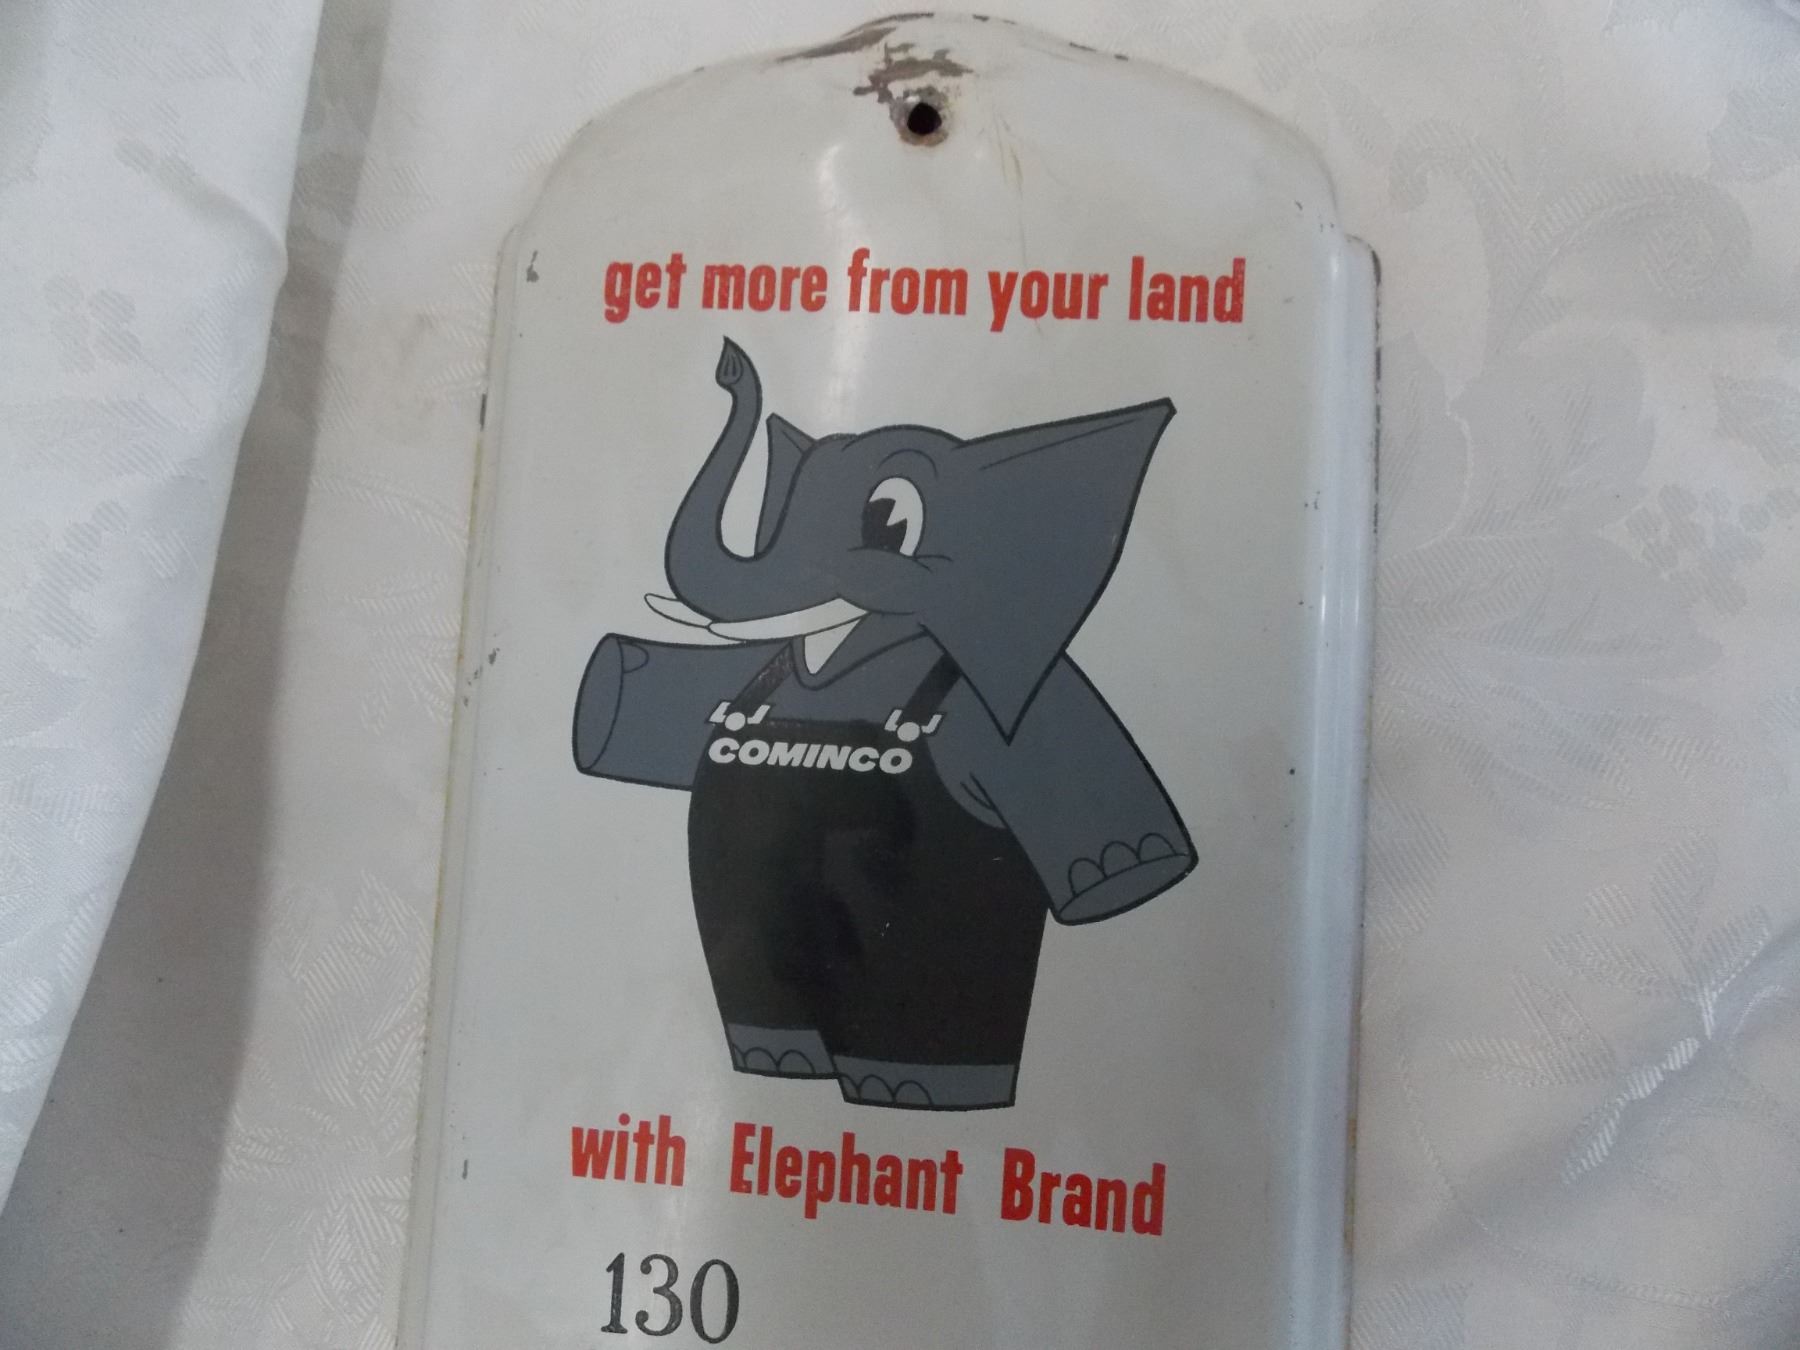 get more from your land
COMINCO
with Elephant Brand
130